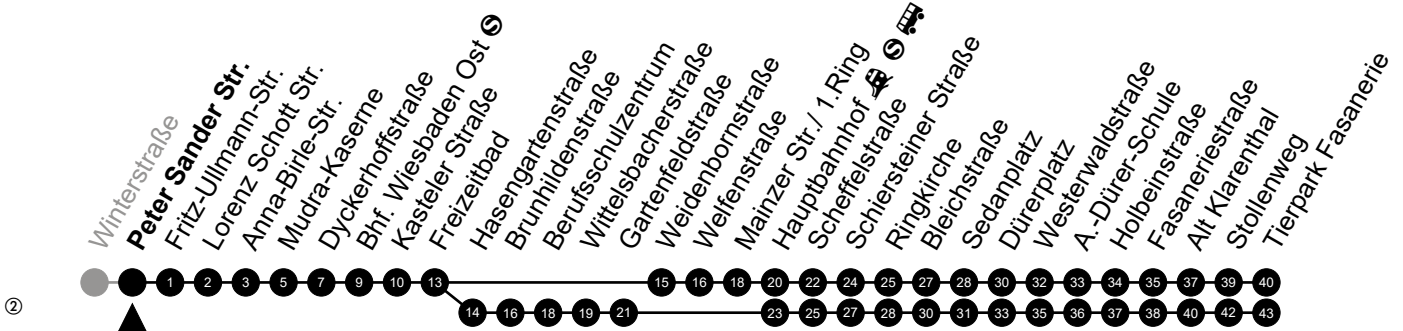 Winterstraße
Peter Sander Str.
Fritz-Ullmann-Str.
Lorenz Schott Str.
Anna-Birle-Str.
Mudra-Kaserne
Dyckerhoffstraße
Bhf. Wiesbaden Ost Ⓢ
Kasteler Straße
Freizeitbad
Hasengartenstraße
Brunhildenstraße
Berufsschulzentrum
Wittelsbacherstraße
Gartenfeldstraße
Weidenbornstraße
Welfenstraße
Mainzer Str./ 1.Ring
Hauptbahnhof Ⓢ
Scheffelstraße
Schiersteiner Straße
Ringkirche
Bleichstraße
Sedanplatz
Dürerplatz
Westerwaldstraße
A.-Dürer-Schule
Holbeinstraße
Fasaneriestraße
Alt Klarenthal
Stollenweg
Tierpark Fasanerie
1 2 3 5 7 9 10 13 15 16 18 20 22 24 25 27 28 30 32 33 34 35 37 39 40
② 14 16 18 19 21 23 25 27 28 30 31 33 35 36 37 38 40 42 43